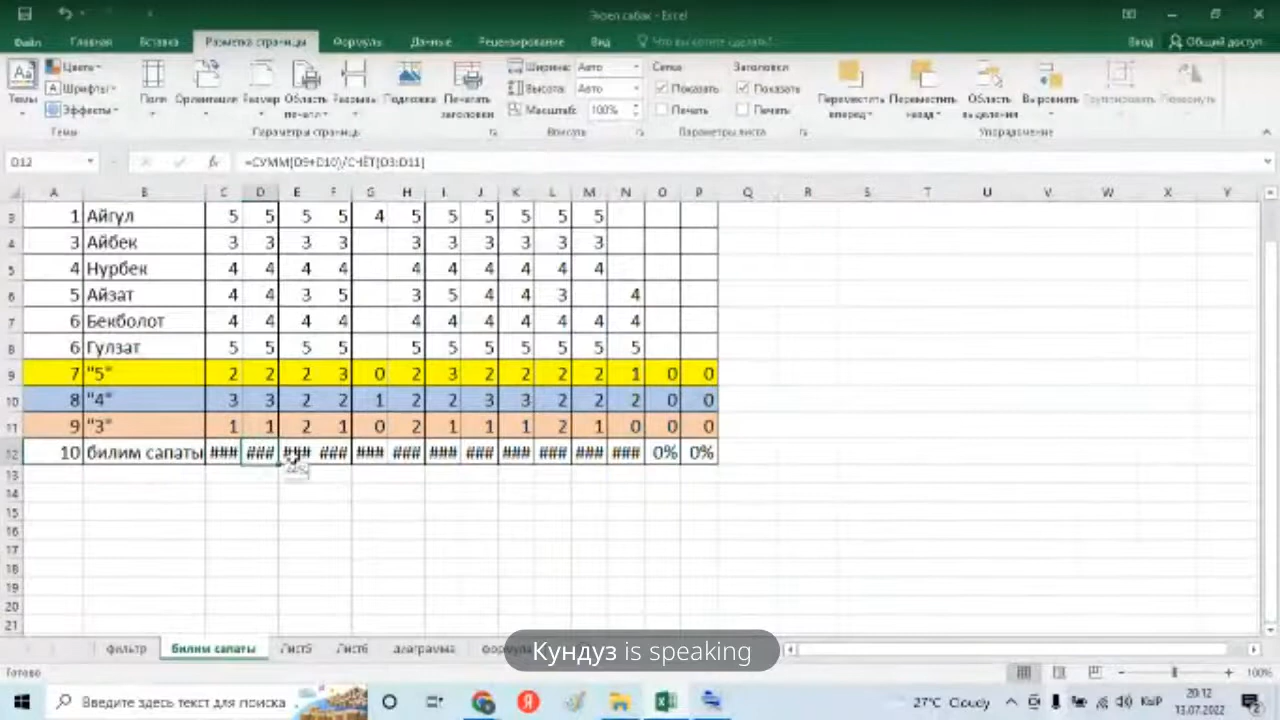 Экзел сабак - Excel
Файл Главная Вставка Разметка страницы Формулы Данные Рецензирование Вид Что вы хотите сделать? Вход Общий доступ
Цвета Ширина: Авто Сетка Заголовки
Шрифты Высота: Авто Показать Показать
Темы Эффекты Поля Ориентация Размер Область печати Разрывы Подложка Печатать заголовки Масштаб: 100% Печать Печать Переместить вперед Переместить назад Область выделения Выровнять Группировать Повернуть
Темы Параметры страницы Вписать Параметры листа Упорядочение
D12 fx =СУММ(D9+D10)/СЧЁТ(D3:D11)
A B C D E F G H I J K L M N O P Q R S T U V W X Y
3 1 Айгул 5 5 5 5 4 5 5 5 5 5 5
4 3 Айбек 3 3 3 3 3 3 3 3 3 3
5 4 Нурбек 4 4 4 4 4 4 4 4 4 4
6 5 Айзат 4 4 3 5 3 5 4 4 3 4
7 6 Бекболот 4 4 4 4 4 4 4 4 4 4 4
8 6 Гулзат 5 5 5 5 5 5 5 5 5 5 5
9 7 "5" 2 2 2 3 0 2 3 2 2 2 2 1 0 0
10 8 "4" 3 3 2 2 1 2 2 3 3 2 2 2 0 0
11 9 "3" 1 1 2 1 0 2 1 1 1 2 1 0 0 0
12 10 билим сапаты ### ### ### ### ### ### ### ### ### ### ### ### 0% 0%
13
14
15
16
17
18
19
20
21
фильтр билим сапаты Лист5 Лист6 диаграмма
Кундуз is speaking
Готово 100%
Введите здесь текст для поиска 27°C Cloudy КЫР 20:12
13.07.2022